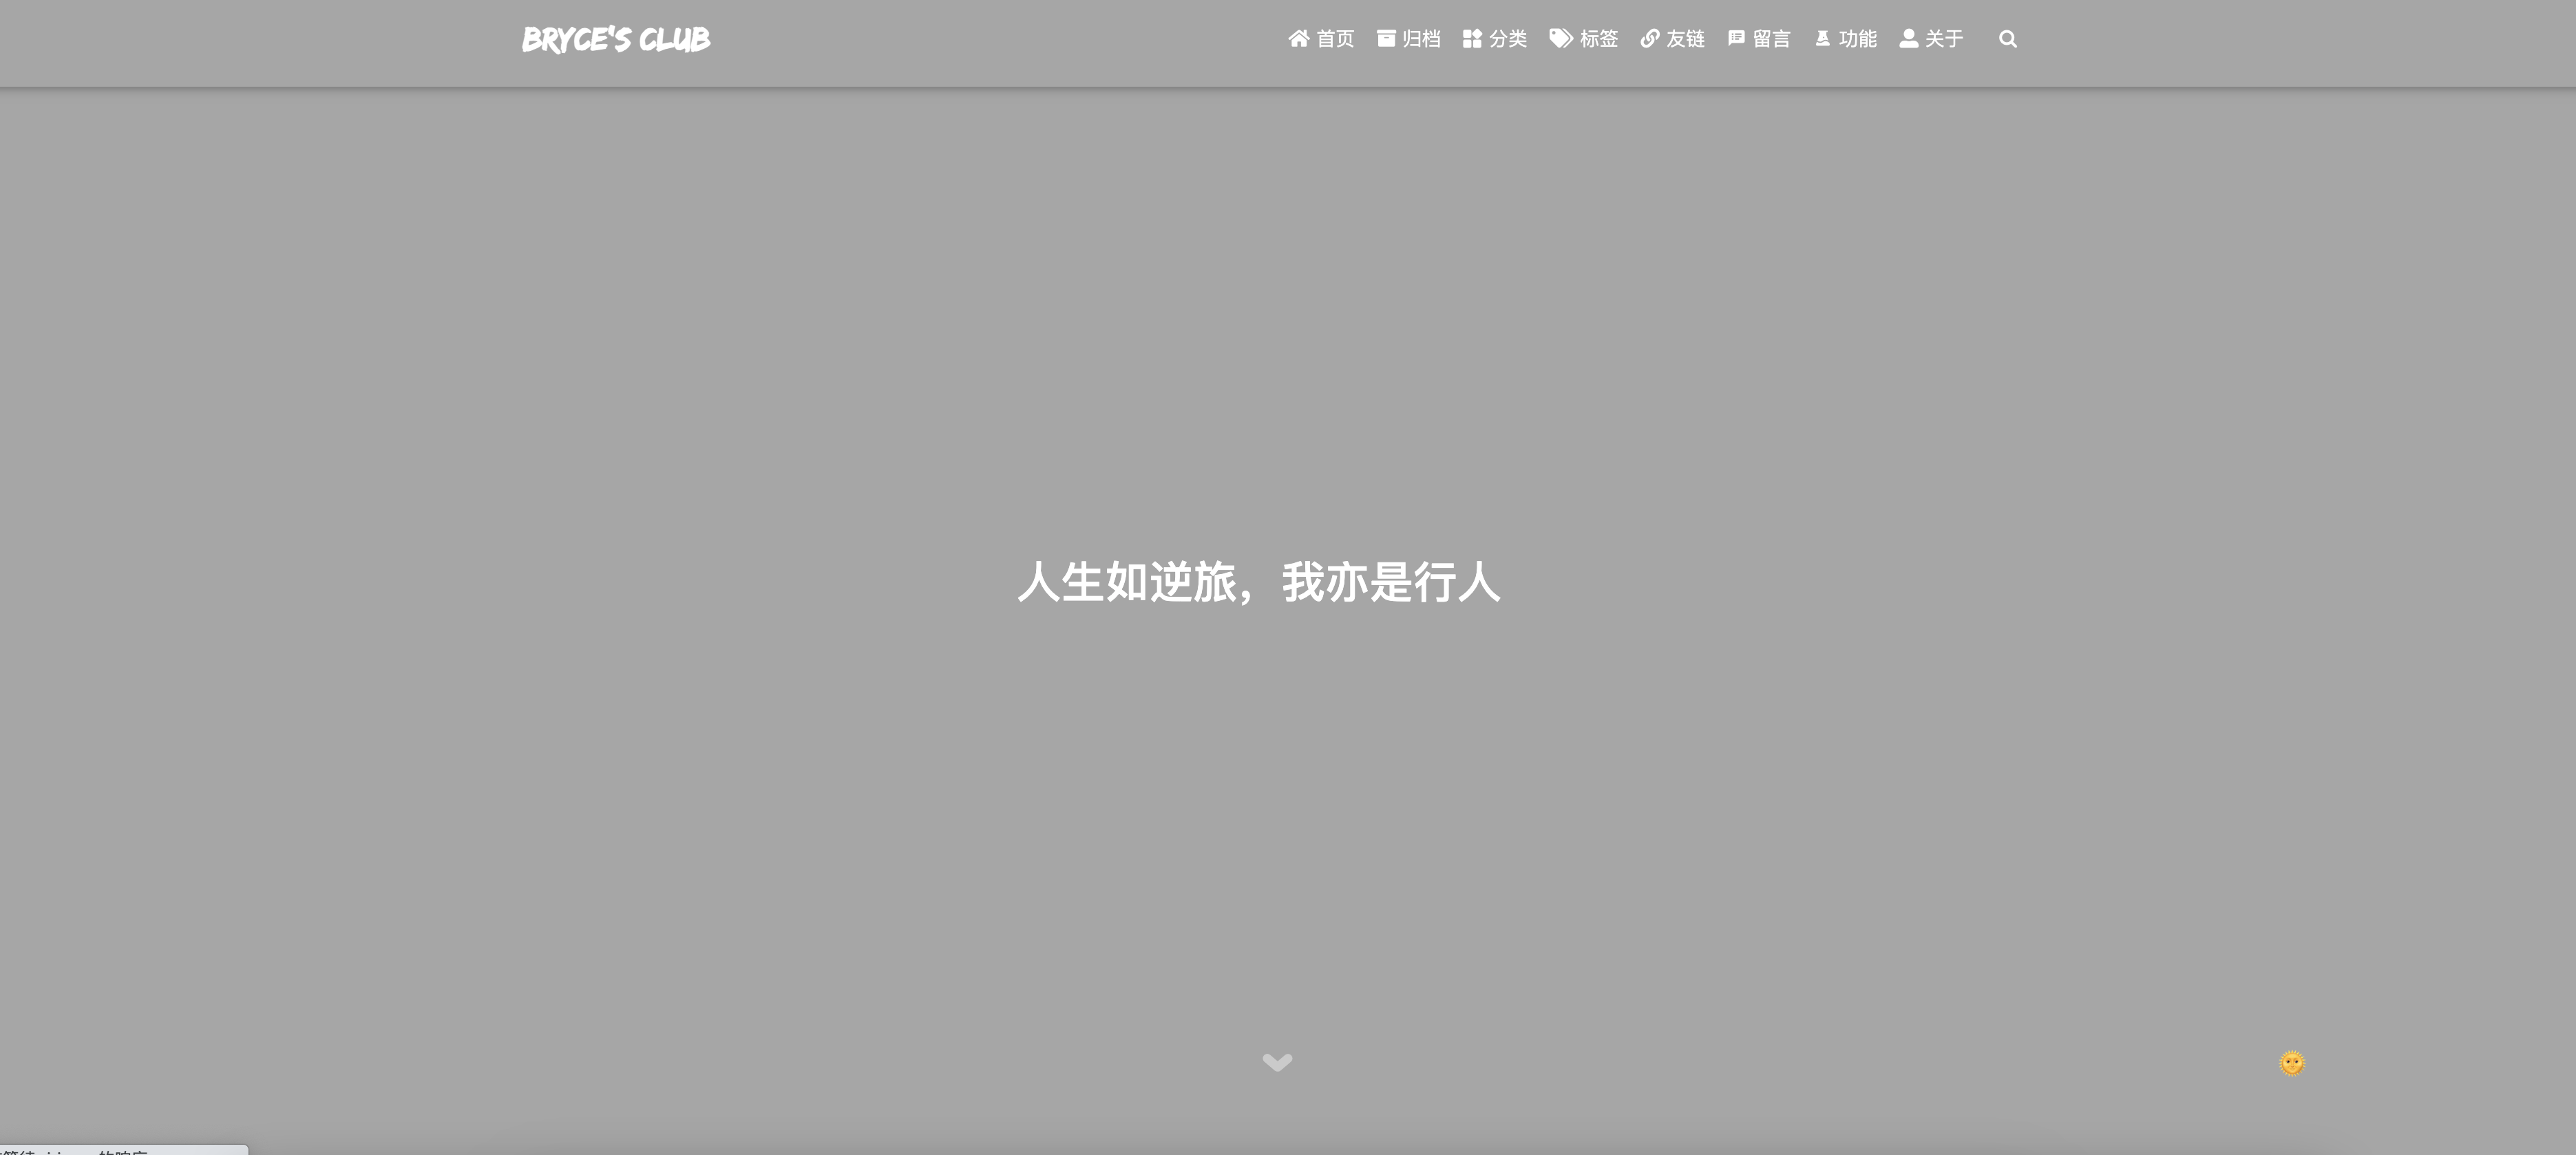 BRYCE'S CLUB
首页 归档 分类 标签 友链 留言 功能 关于
人生如逆旅，我亦是行人